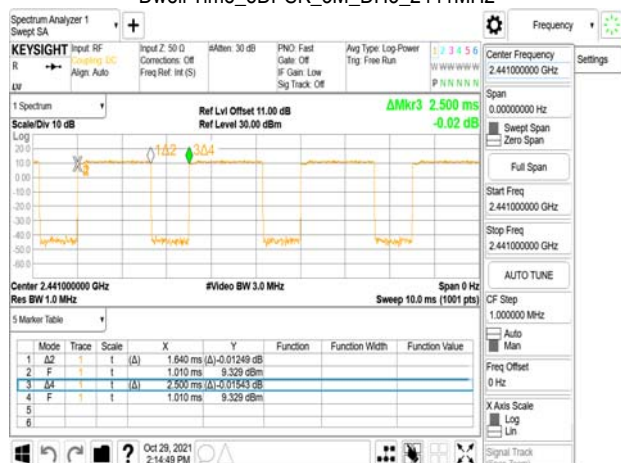 Spectrum Analyzer 1
Swept SA
Frequency
KEYSIGHT
R
Input: RF
Coupling: DC
Align: Auto
Input Z: 50 Ω
Corrections: Off
Freq Ref: Int (S)
#Atten: 30 dB
PNO: Fast
Gate: Off
IF Gain: Low
Sig Track: Off
Avg Type: Log-Power
Trig: Free Run
1 2 3 4 5 6
W W W W W W
P N N N N N
Center Frequency
2.441000000 GHz
Settings
Span
0.00000000 Hz
Swept Span
Zero Span
Full Span
Start Freq
2.441000000 GHz
Stop Freq
2.441000000 GHz
AUTO TUNE
CF Step
1.000000 MHz
Auto
Man
Freq Offset
0 Hz
X Axis Scale
Log
Lin
Signal Track
1 Spectrum
Scale/Div 10 dB
Log
Ref Lvl Offset 11.00 dB
Ref Level 30.00 dBm
ΔMkr3 2.500 ms
-0.02 dB
1Δ2
3Δ4
20.0
10.0
0.00
-10.0
-20.0
-30.0
-40.0
-50.0
-60.0
Center 2.441000000 GHz
Res BW 1.0 MHz
#Video BW 3.0 MHz
Span 0 Hz
Sweep 10.0 ms (1001 pts)
5 Marker Table
Mode Trace Scale X Y Function Function Width Function Value
1 Δ2 1 t (Δ) 1.640 ms (Δ) -0.01249 dB
2 F 1 t 1.010 ms 9.329 dBm
3 Δ4 1 t (Δ) 2.500 ms (Δ) -0.01543 dB
4 F 1 t 1.010 ms 9.329 dBm
5
6
?
Oct 29, 2021
2:14:49 PM